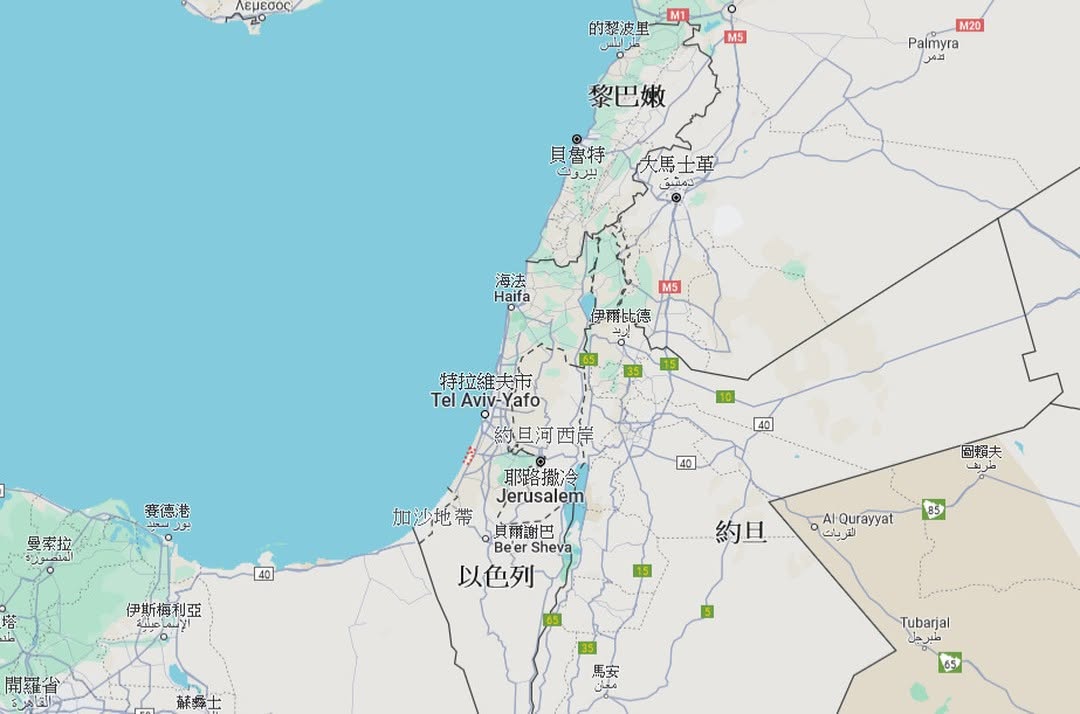 Λεμεσος
M1
的黎波里
طرابلس
M5
M20
Palmyra
تدمر
黎巴嫩
貝魯特
بيروت
大馬士革
دمشق
海法
Haifa
M5
伊爾比德
إربد
65
35
15
特拉維夫市
Tel Aviv-Yafo
10
40
約旦河西岸
40
圖賴夫
طريف
耶路撒冷
Jerusalem
85
賽德港
بور سعيد
加沙地帶
貝爾謝巴
Be'er Sheva
約旦
Al Qurayyat
القريات
曼索拉
المنصورة
40
以色列
15
伊斯梅利亞
الإسماعيلية
塔
طنط
65
5
Tubarjal
طبرجل
35
65
馬安
معان
開羅省
القاهرة
蘇彝士
50